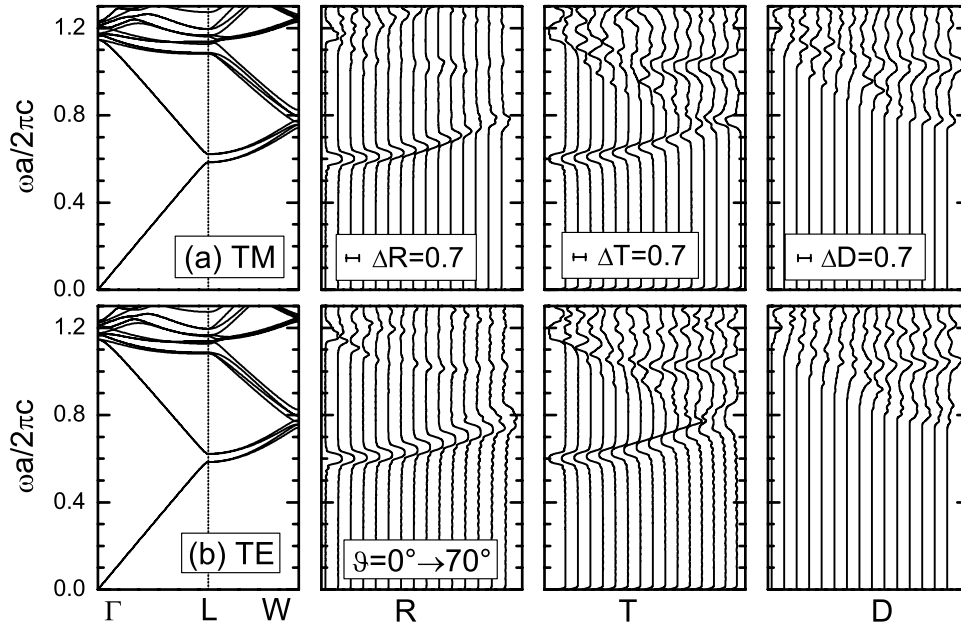 1.2
0.8
0.4
0.0
ωa/2πc
(a) TM
ΔR=0.7
ΔT=0.7
ΔD=0.7
1.2
0.8
0.4
0.0
ωa/2πc
(b) TE
ϑ=0°→70°
Γ L W R T D